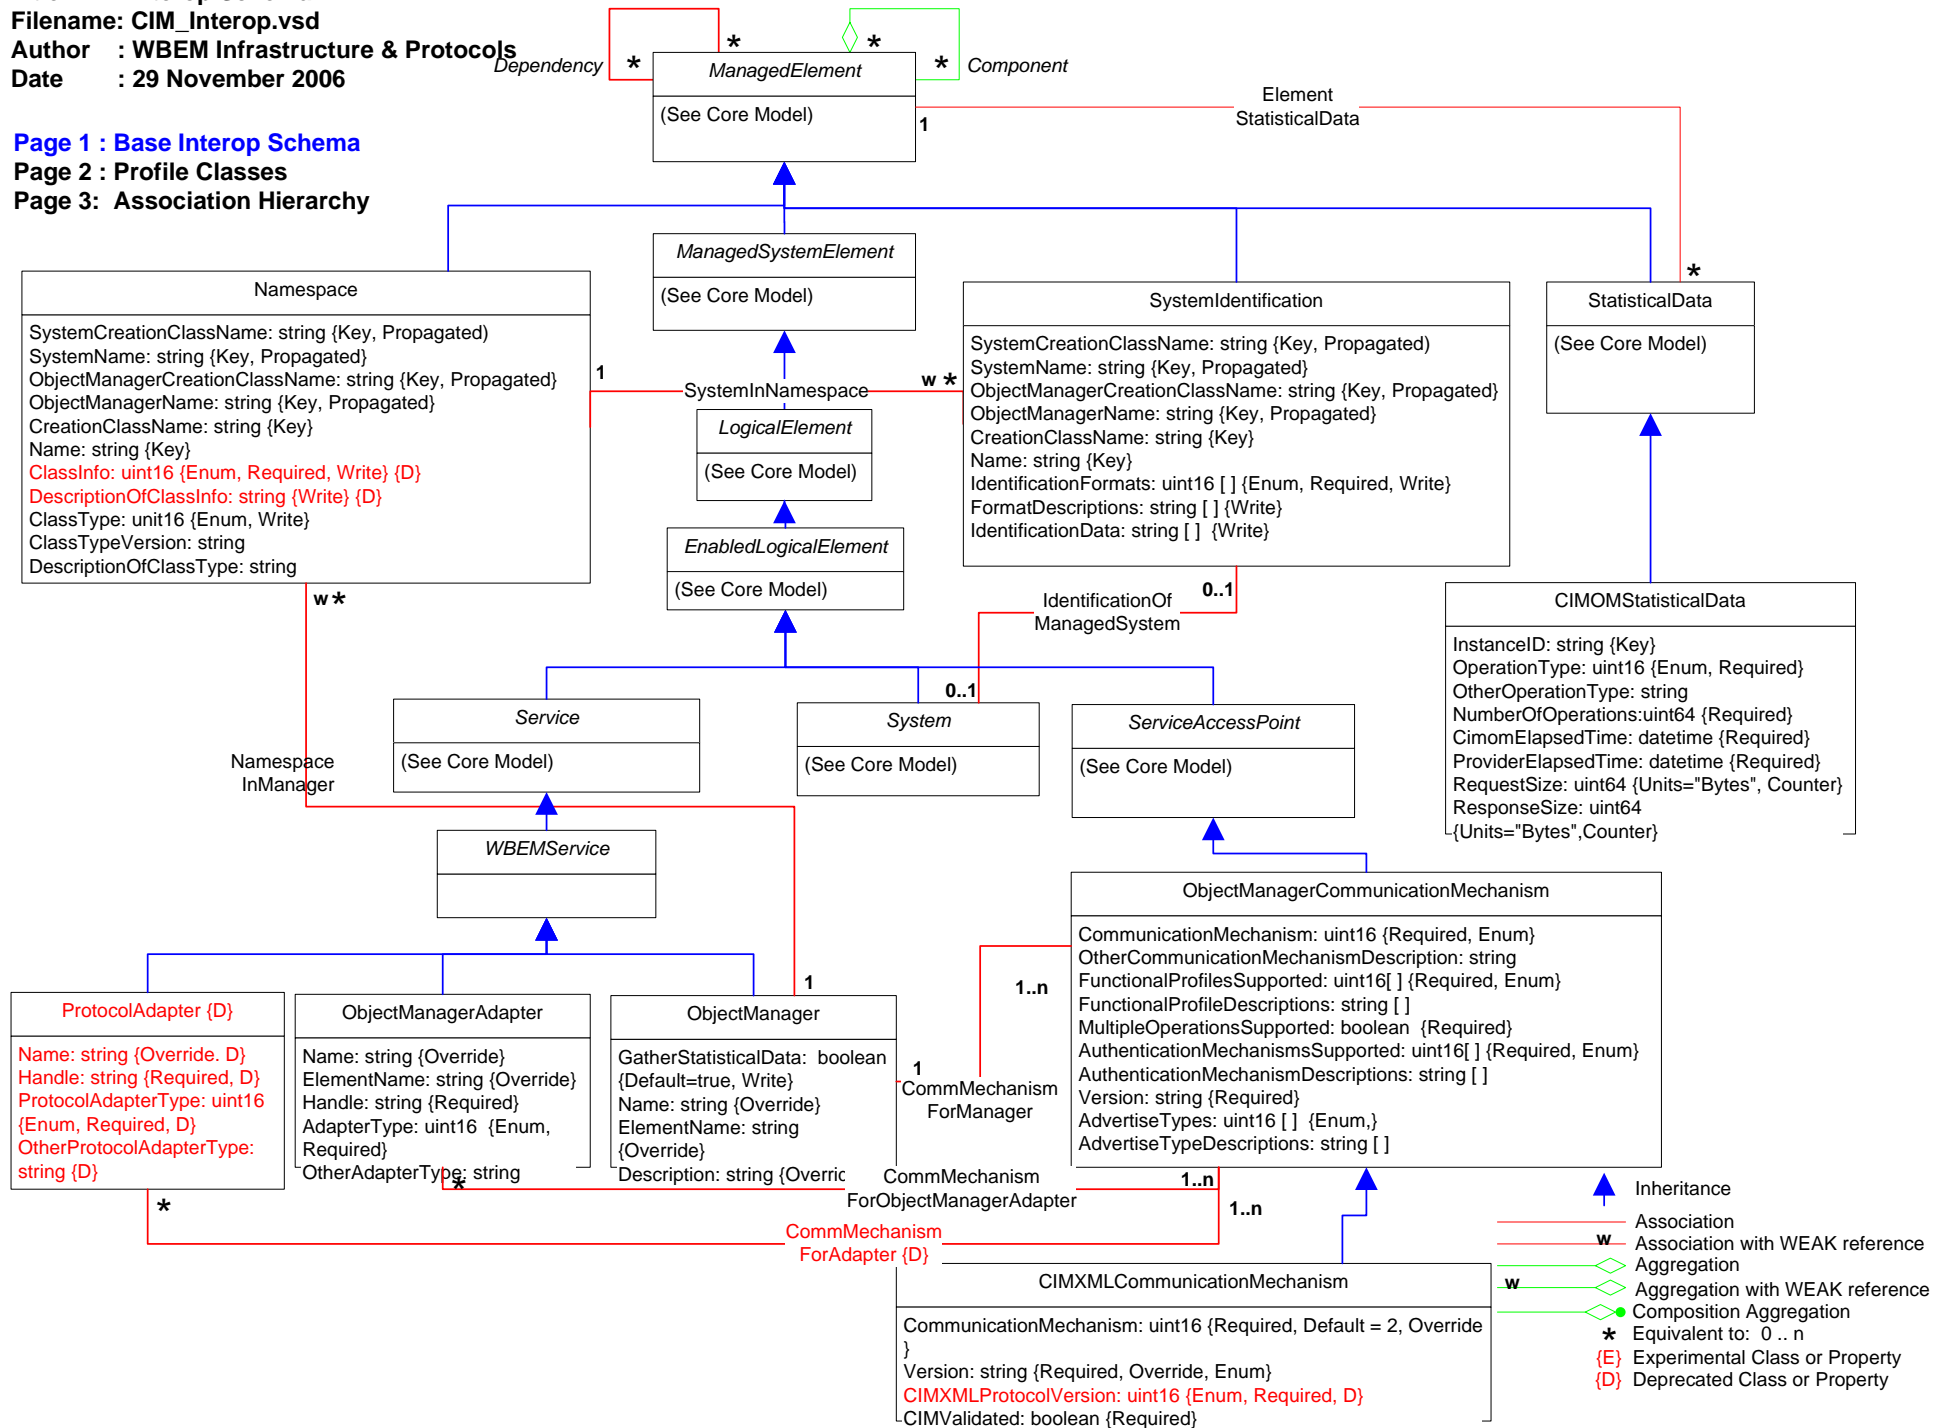 Filename: CIM_Interop.vsd
Author : WBEM Infrastructure & Protocols
Date : 29 November 2006
Page 1 : Base Interop Schema
Page 2 : Profile Classes
Page 3: Association Hierarchy
Dependency
*
*
*
*
Component
ManagedElement
(See Core Model)
1
Element
StatisticalData
*
ManagedSystemElement
(See Core Model)
Namespace
SystemCreationClassName: string {Key, Propagated)
SystemName: string {Key, Propagated}
ObjectManagerCreationClassName: string {Key, Propagated}
ObjectManagerName: string {Key, Propagated}
CreationClassName: string {Key}
Name: string {Key}
ClassInfo: uint16 {Enum, Required, Write} {D}
DescriptionOfClassInfo: string {Write} {D}
ClassType: unit16 {Enum, Write}
ClassTypeVersion: string
DescriptionOfClassType: string
1
SystemInNamespace
w *
SystemIdentification
SystemCreationClassName: string {Key, Propagated)
SystemName: string {Key, Propagated}
ObjectManagerCreationClassName: string {Key, Propagated}
ObjectManagerName: string {Key, Propagated}
CreationClassName: string {Key}
Name: string {Key}
IdentificationFormats: uint16 [ ] {Enum, Required, Write}
FormatDescriptions: string [ ] {Write}
IdentificationData: string [ ] {Write}
StatisticalData
(See Core Model)
LogicalElement
(See Core Model)
EnabledLogicalElement
(See Core Model)
w *
IdentificationOf
ManagedSystem
0..1
0..1
CIMOMStatisticalData
InstanceID: string {Key}
OperationType: uint16 {Enum, Required}
OtherOperationType: string
NumberOfOperations:uint64 {Required}
CimomElapsedTime: datetime {Required}
ProviderElapsedTime: datetime {Required}
RequestSize: uint64 {Units="Bytes", Counter}
ResponseSize: uint64
{Units="Bytes",Counter}
Service
(See Core Model)
System
(See Core Model)
ServiceAccessPoint
(See Core Model)
Namespace
InManager
WBEMService
1
ProtocolAdapter {D}
Name: string {Override. D}
Handle: string {Required, D}
ProtocolAdapterType: uint16
{Enum, Required, D}
OtherProtocolAdapterType:
string {D}
*
ObjectManagerAdapter
Name: string {Override}
ElementName: string {Override}
Handle: string {Required}
AdapterType: uint16 {Enum,
Required}
OtherAdapterType: string
*
ObjectManager
GatherStatisticalData: boolean
{Default=true, Write}
Name: string {Override}
ElementName: string
{Override}
Description: string {Overric
1
CommMechanism
ForManager
1..n
ObjectManagerCommunicationMechanism
CommunicationMechanism: uint16 {Required, Enum}
OtherCommunicationMechanismDescription: string
FunctionalProfilesSupported: uint16[ ] {Required, Enum}
FunctionalProfileDescriptions: string [ ]
MultipleOperationsSupported: boolean {Required}
AuthenticationMechanismsSupported: uint16[ ] {Required, Enum}
AuthenticationMechanismDescriptions: string [ ]
Version: string {Required}
AdvertiseTypes: uint16 [ ] {Enum,}
AdvertiseTypeDescriptions: string [ ]
CommMechanism
ForObjectManagerAdapter
1..n
1..n
CommMechanism
ForAdapter {D}
CIMXMLCommunicationMechanism
CommunicationMechanism: uint16 {Required, Default = 2, Override
}
Version: string {Required, Override, Enum}
CIMXMLProtocolVersion: uint16 {Enum, Required, D}
CIMValidated: boolean {Required}
Inheritance
Association
w Association with WEAK reference
Aggregation
w Aggregation with WEAK reference
Composition Aggregation
* Equivalent to: 0 .. n
{E} Experimental Class or Property
{D} Deprecated Class or Property